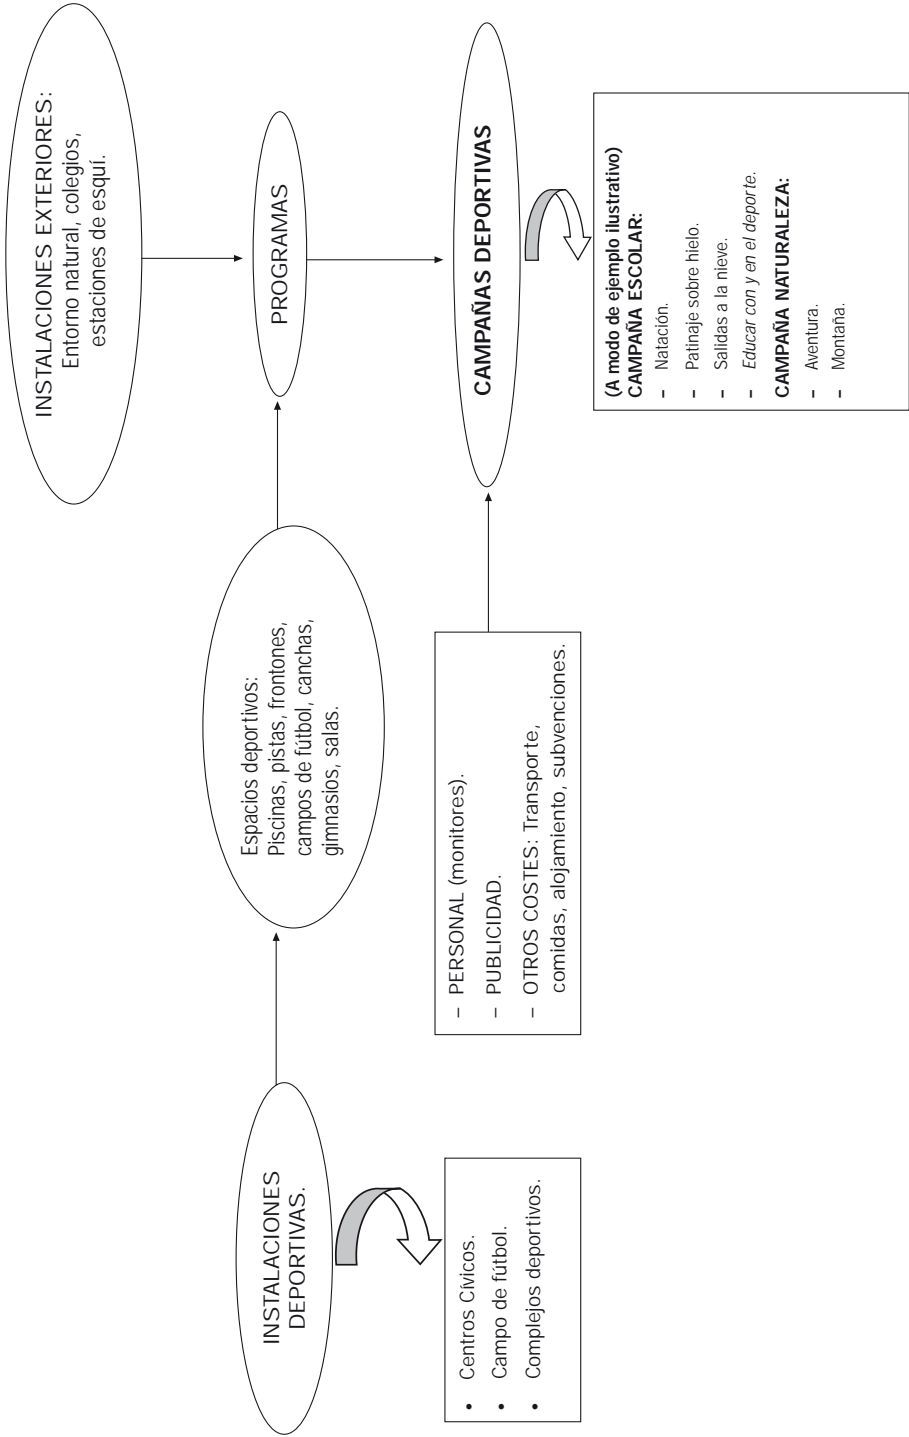 INSTALACIONES EXTERIORES:
Entorno natural, colegios,
estaciones de esquí.
INSTALACIONES
DEPORTIVAS.
Espacios deportivos:
Piscinas, pistas, frontones,
campos de fútbol, canchas,
gimnasios, salas.
PROGRAMAS
• Centros Cívicos.
• Campo de fútbol.
• Complejos deportivos.
– PERSONAL (monitores).
– PUBLICIDAD.
– OTROS COSTES: Transporte,
comidas, alojamiento, subvenciones.
CAMPAÑAS DEPORTIVAS
(A modo de ejemplo ilustrativo)
CAMPAÑA ESCOLAR:
– Natación.
– Patinaje sobre hielo.
– Salidas a la nieve.
– Educar con y en el deporte.
CAMPAÑA NATURALEZA:
– Aventura.
– Montaña.